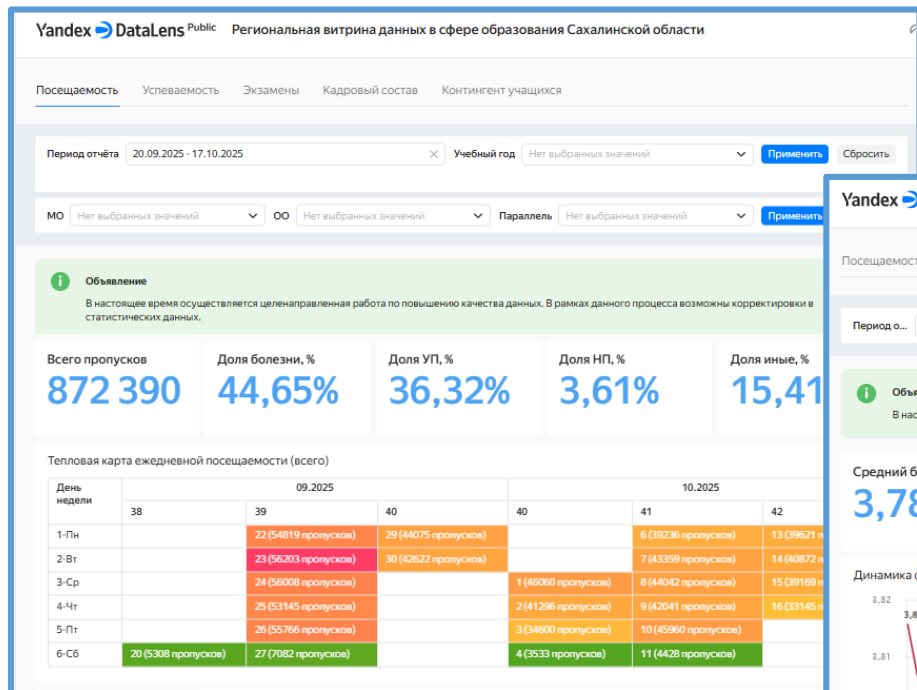 Yandex DataLens Public Региональная витрина данных в сфере образования Сахалинской области
Посещаемость Успеваемость Экзамены Кадровый состав Контингент учащихся
Период отчёта 20.09.2025 - 17.10.2025 Учебный год Нет выбранных значений Применить Сбросить
МО Нет выбранных значений ОО Нет выбранных значений Параллель Нет выбранных значений Применить
Объявление
В настоящее время осуществляется целенаправленная работа по повышению качества данных. В рамках данного процесса возможны корректировки в
статистических данных.
Всего пропусков Доля болезни, % Доля УП, % Доля НП, % Доля иные, %
872 390 44,65% 36,32% 3,61% 15,41
Тепловая карта ежедневной посещаемости (всего)
День недели 09.2025 10.2025
38 39 40 40 41 42
1-Пн 22 (54819 пропусков) 29 (44075 пропусков) 6 (39236 пропусков) 13 (39621 п
2-Вт 23 (56203 пропусков) 30 (42622 пропусков) 7 (43359 пропусков) 14 (40872 п
3-Ср 24 (56008 пропусков) 1 (46060 пропусков) 8 (44042 пропусков) 15 (39169 п
4-Чт 25 (53145 пропусков) 2 (41296 пропусков) 9 (42041 пропусков) 16 (33145 п
5-Пт 26 (55766 пропусков) 3 (34600 пропусков) 10 (45960 пропусков)
6-Сб 20 (5308 пропусков) 27 (7082 пропусков) 4 (3533 пропусков) 11 (4428 пропусков)
Yandex
Посещаемост
Период о...
Объя
В нас
Средний б
3,78
Динамика с
3,82
3,8
3,81